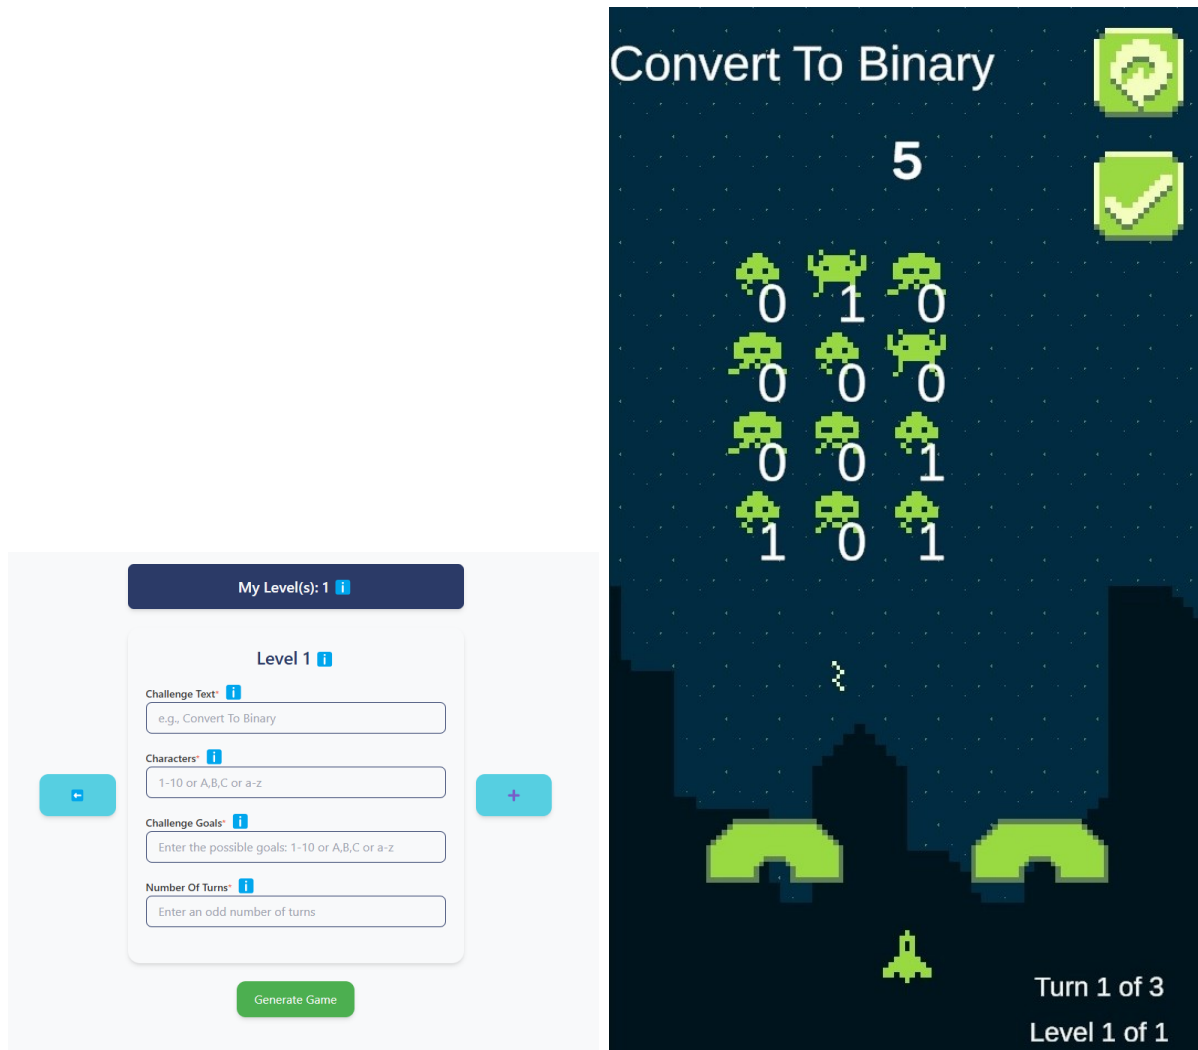 My Level(s): 1 i
Level 1 i
Challenge Text* i
e.g., Convert To Binary
Characters* i
1-10 or A,B,C or a-z
Challenge Goals* i
Enter the possible goals: 1-10 or A,B,C or a-z
Number Of Turns* i
Enter an odd number of turns
+
Generate Game
Convert To Binary
5
0 1 0
0 0 0
0 0 1
1 0 1
Turn 1 of 3
Level 1 of 1